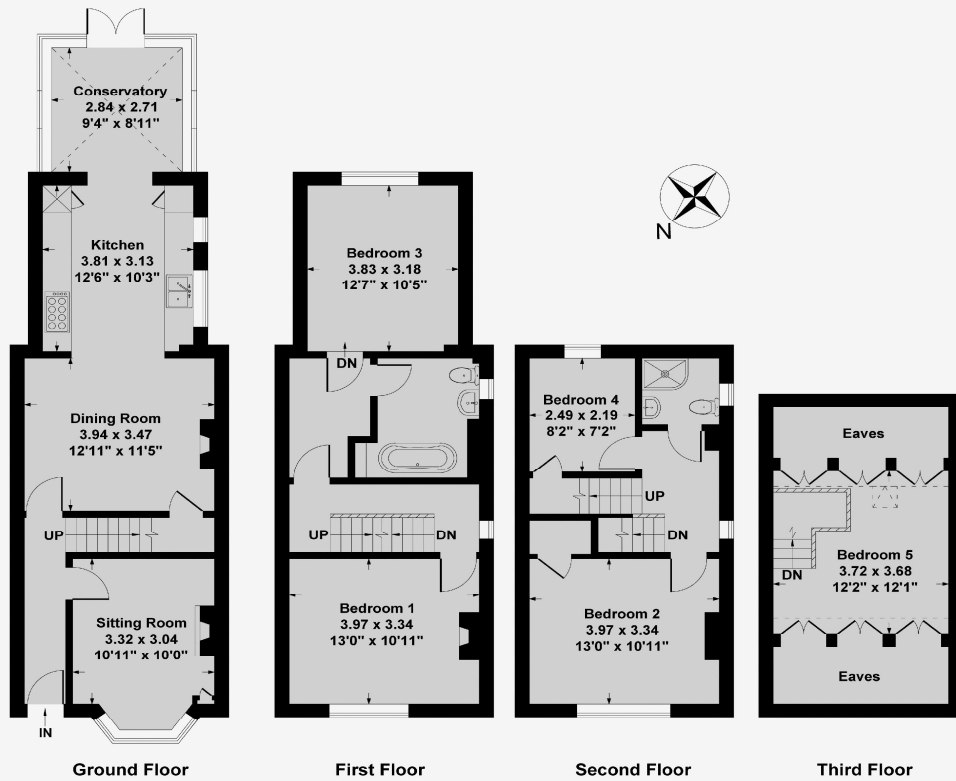 Conservatory
2.84 x 2.71
9'4" x 8'11"
Kitchen
3.81 x 3.13
12'6" x 10'3"
Dining Room
3.94 x 3.47
12'11" x 11'5"
UP
Sitting Room
3.32 x 3.04
10'11" x 10'0"
IN
Ground Floor
Bedroom 3
3.83 x 3.18
12'7" x 10'5"
DN
UP
DN
Bedroom 1
3.97 x 3.34
13'0" x 10'11"
First Floor
N
Bedroom 4
2.49 x 2.19
8'2" x 7'2"
UP
DN
Bedroom 2
3.97 x 3.34
13'0" x 10'11"
Second Floor
Eaves
Bedroom 5
3.72 x 3.68
12'2" x 12'1"
DN
Eaves
Third Floor